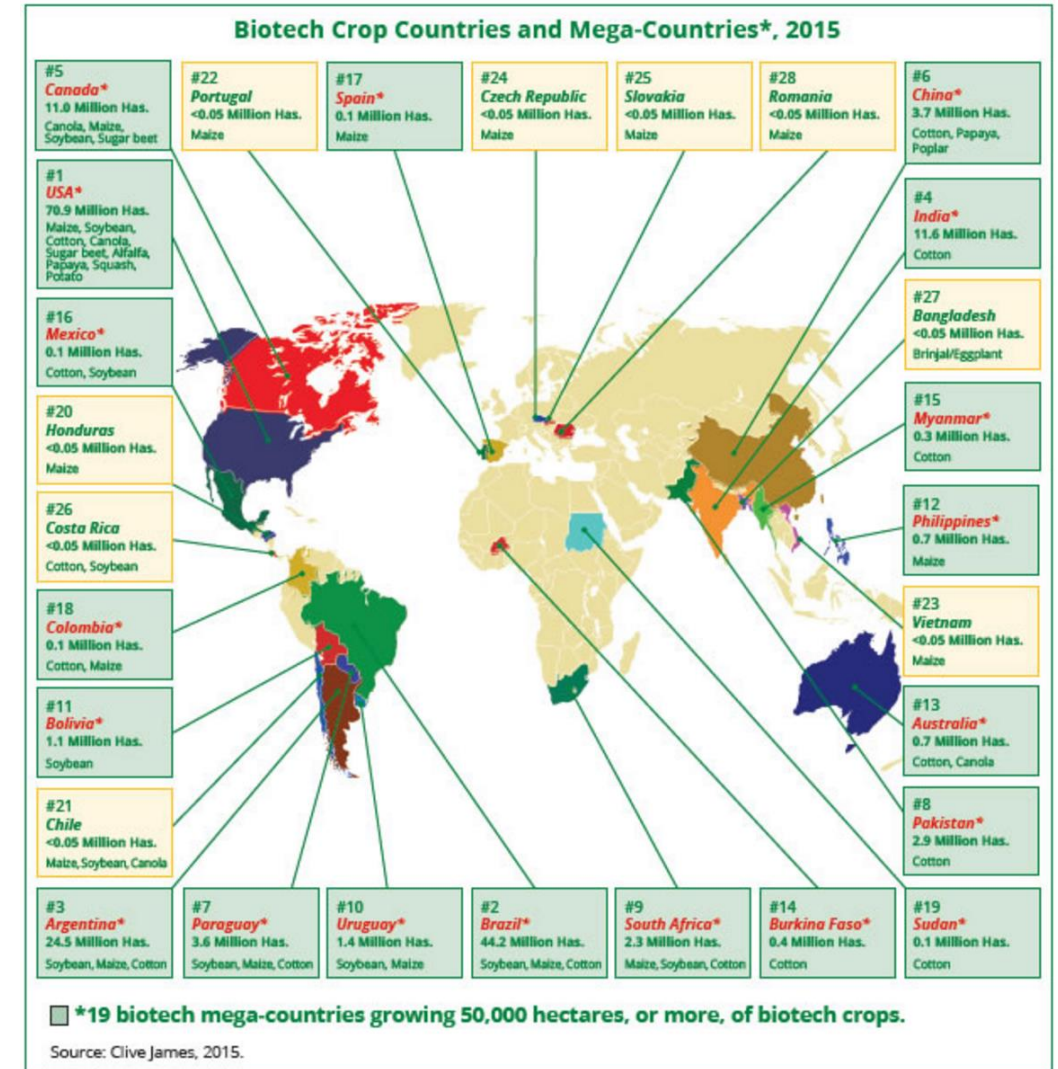 Biotech Crop Countries and Mega-Countries*, 2015
#5
Canada*
11.0 Million Has.
Canola, Maize,
Soybean, Sugar beet
#22
Portugal
<0.05 Million Has.
Maize
#17
Spain*
0.1 Million Has.
Maize
#24
Czech Republic
<0.05 Million Has.
Maize
#25
Slovakia
<0.05 Million Has.
Maize
#28
Romania
<0.05 Million Has.
Maize
#6
China*
3.7 Million Has.
Cotton, Papaya,
Poplar
#1
USA*
70.9 Million Has.
Maize, Soybean,
Cotton, Canola,
Sugar beet, Alfalfa,
Papaya, Squash,
Potato
#4
India*
11.6 Million Has.
Cotton
#16
Mexico*
0.1 Million Has.
Cotton, Soybean
#27
Bangladesh
<0.05 Million Has.
Brinjal/Eggplant
#20
Honduras
<0.05 Million Has.
Maize
#15
Myanmar*
0.3 Million Has.
Cotton
#26
Costa Rica
<0.05 Million Has.
Cotton, Soybean
#12
Philippines*
0.7 Million Has.
Maize
#18
Colombia*
0.1 Million Has.
Cotton, Maize
#23
Vietnam
<0.05 Million Has.
Maize
#11
Bolivia*
1.1 Million Has.
Soybean
#13
Australia*
0.7 Million Has.
Cotton, Canola
#21
Chile
<0.05 Million Has.
Maize, Soybean, Canola
#8
Pakistan*
2.9 Million Has.
Cotton
#3
Argentina*
24.5 Million Has.
Soybean, Maize, Cotton
#7
Paraguay*
3.6 Million Has.
Soybean, Maize, Cotton
#10
Uruguay*
1.4 Million Has.
Soybean, Maize
#2
Brazil*
44.2 Million Has.
Soybean, Maize, Cotton
#9
South Africa*
2.3 Million Has.
Maize, Soybean, Cotton
#14
Burkina Faso*
0.4 Million Has.
Cotton
#19
Sudan*
0.1 Million Has.
Cotton
*19 biotech mega-countries growing 50,000 hectares, or more, of biotech crops.
Source: Clive James, 2015.